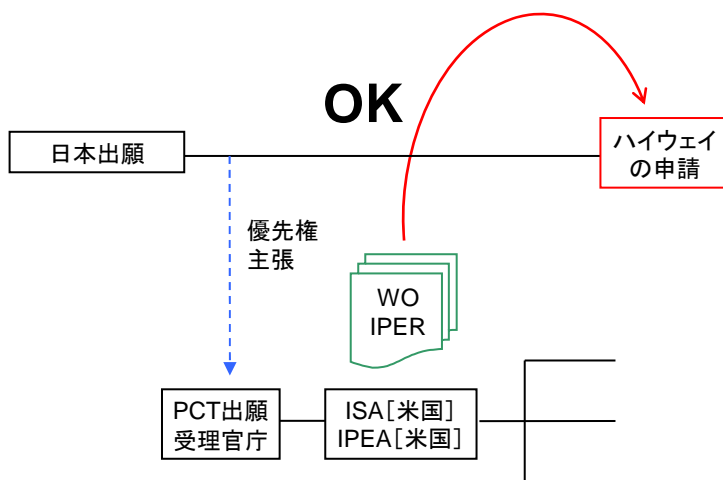 OK
日本出願
ハイウェイ
の申請
優先権
主張
WO
IPER
PCT出願
受理官庁
ISA[米国]
IPEA[米国]